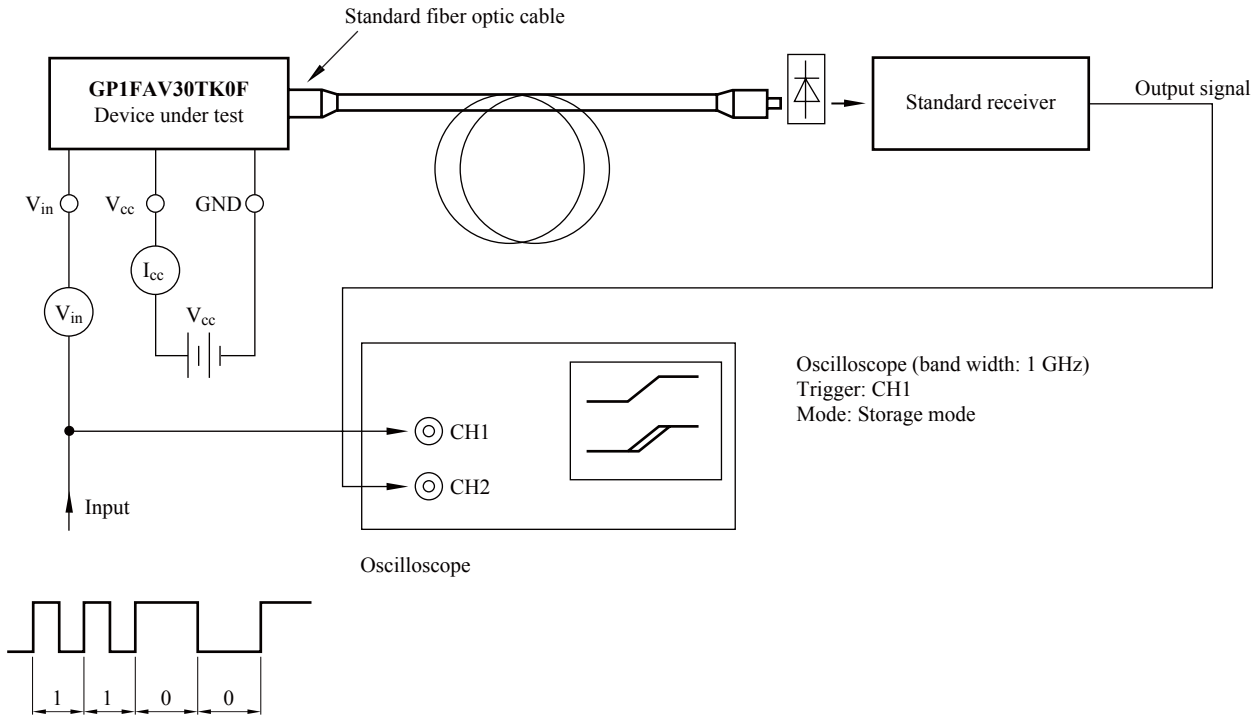 Standard fiber optic cable
GP1FAV30TK0F
Device under test
Standard receiver
Output signal
Vin
Vcc
GND
Icc
Vin
Vcc
Oscilloscope (band width: 1 GHz)
Trigger: CH1
Mode: Storage mode
CH1
CH2
Input
Oscilloscope
1 1 0 0